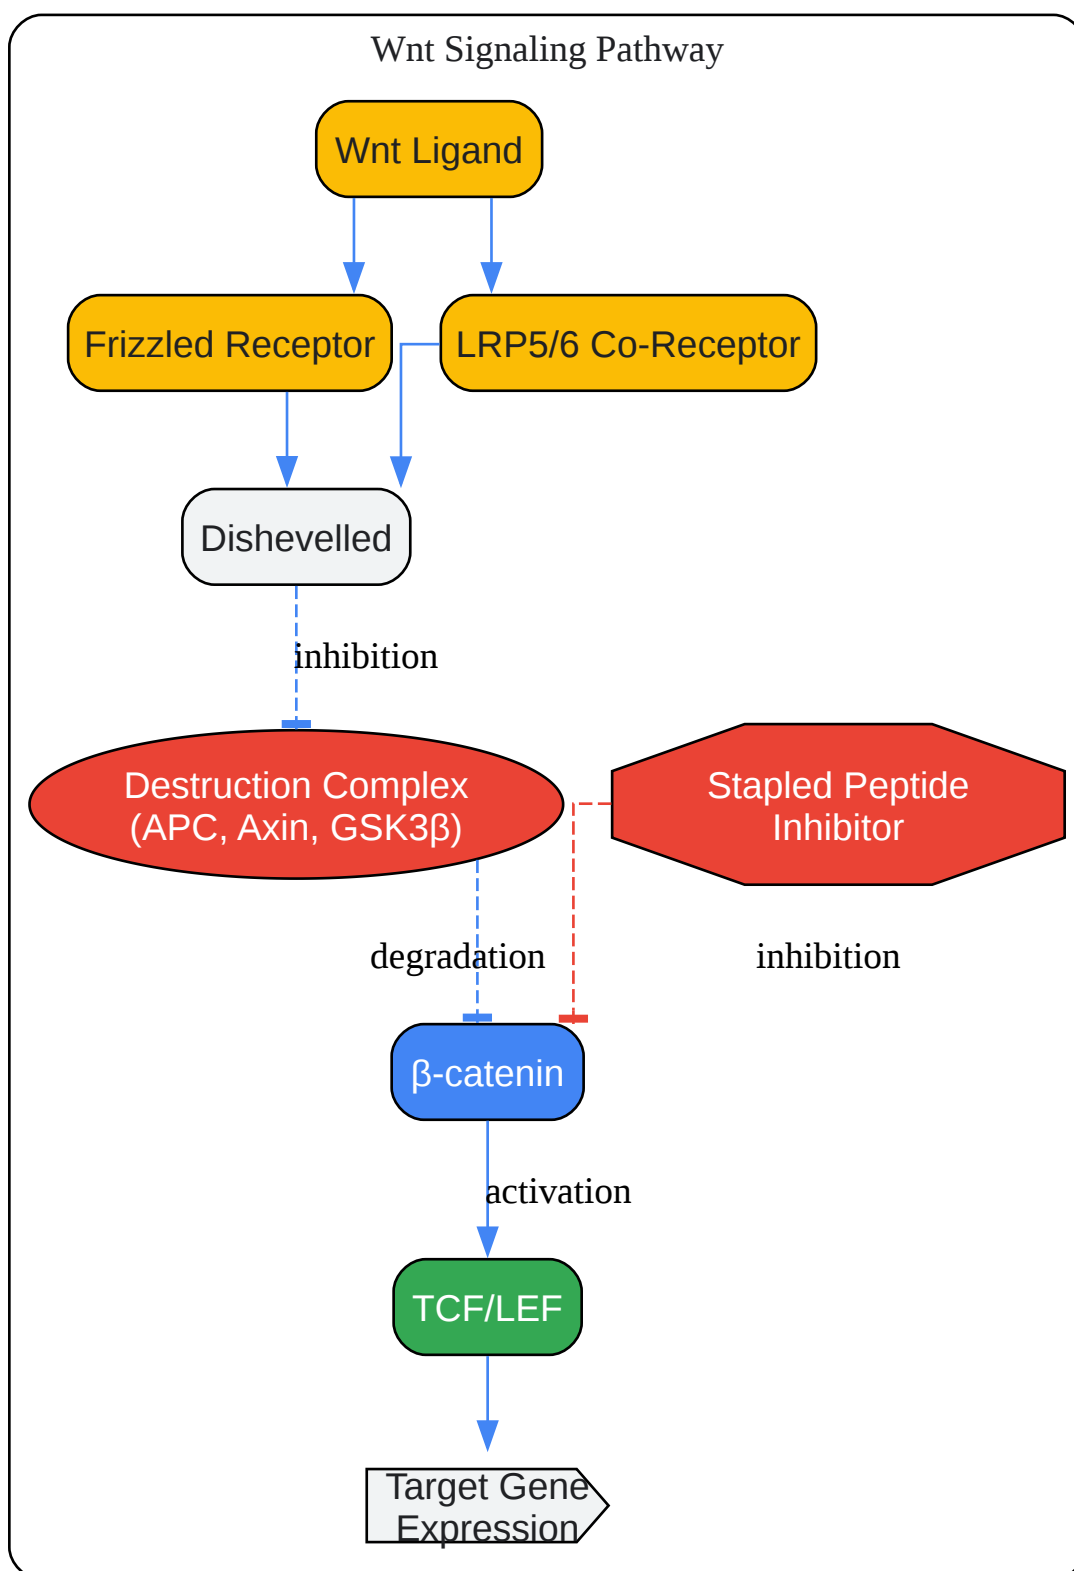 Wnt Signaling Pathway
Wnt Ligand
Frizzled Receptor
LRP5/6 Co-Receptor
Dishevelled
inhibition
Destruction Complex
(APC, Axin, GSK3β)
Stapled Peptide
Inhibitor
degradation
inhibition
β-catenin
activation
TCF/LEF
Target Gene
Expression